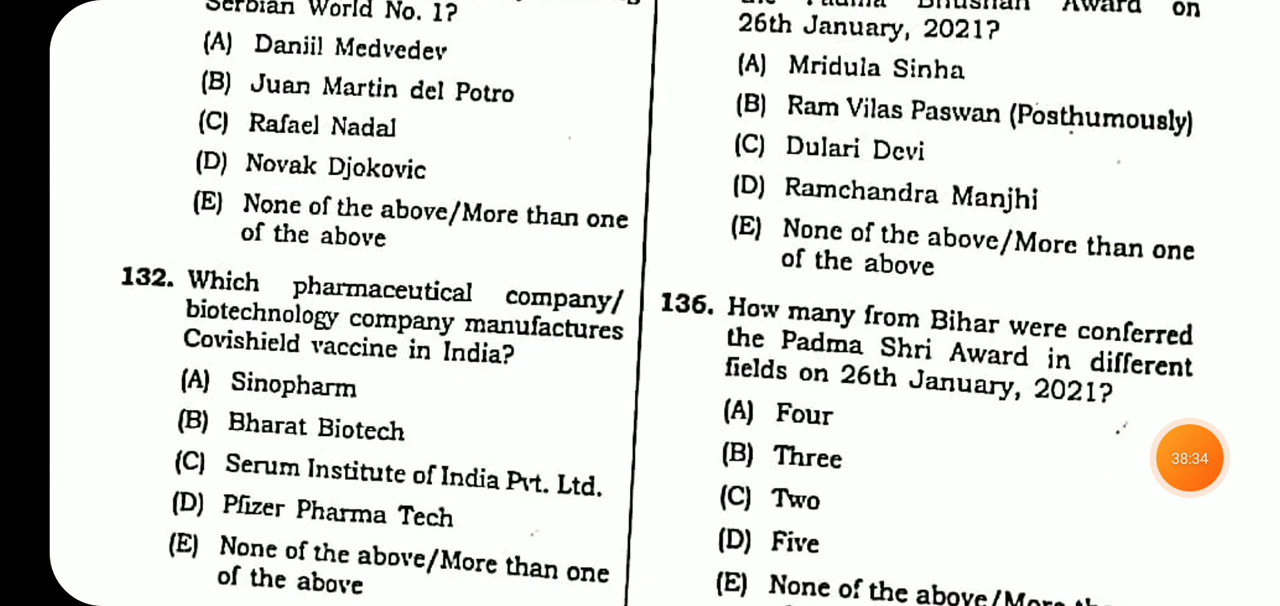 Serbian World No. 1?
(A) Daniil Medvedev
(B) Juan Martin del Potro
(C) Rafael Nadal
(D) Novak Djokovic
(E) None of the above/More than one
of the above
132. Which pharmaceutical company/
biotechnology company manufactures
Covishield vaccine in India?
(A) Sinopharm
(B) Bharat Biotech
(C) Serum Institute of India Pvt. Ltd.
(D) Pfizer Pharma Tech
(E) None of the above/More than one
of the above
the Padma Bhushan Award on
26th January, 2021?
(A) Mridula Sinha
(B) Ram Vilas Paswan (Posthumously)
(C) Dulari Devi
(D) Ramchandra Manjhi
(E) None of the above/More than one
of the above
136. How many from Bihar were conferred
the Padma Shri Award in different
fields on 26th January, 2021?
(A) Four
(B) Three
(C) Two
(D) Five
(E) None of the above/More
38:34